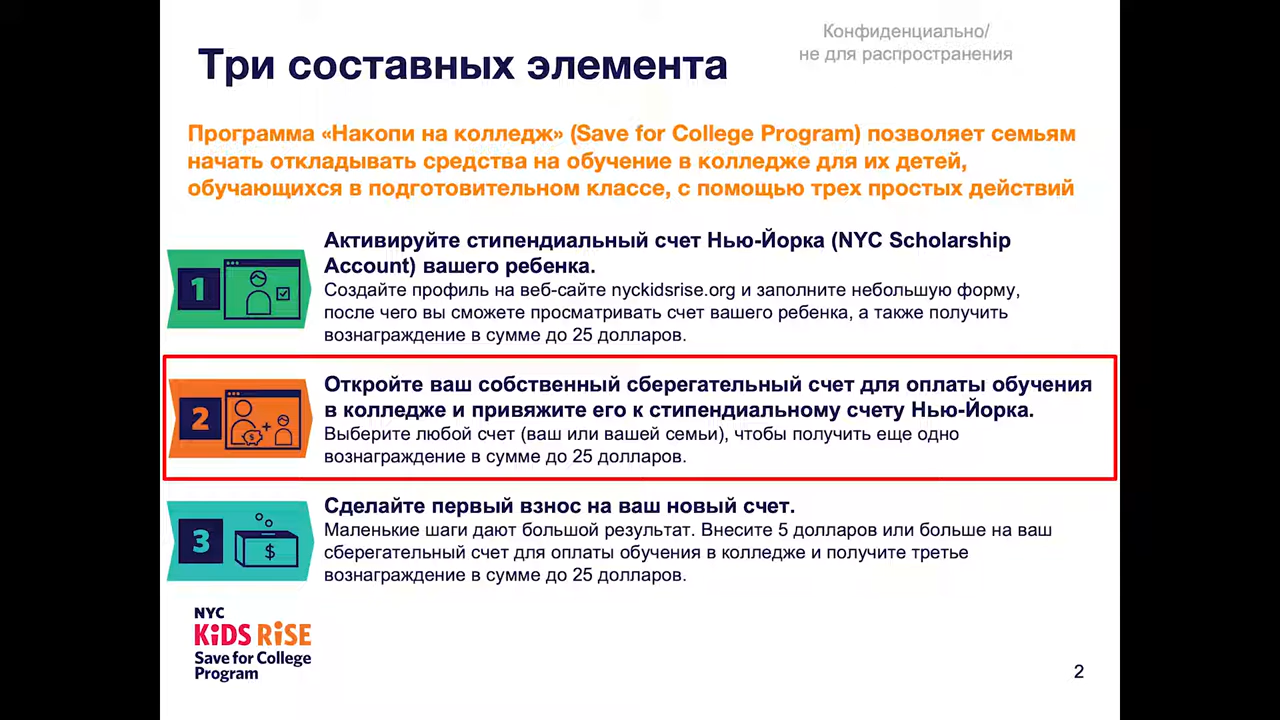 Конфиденциально/
не для распространения
Три составных элемента
Программа «Накопи на колледж» (Save for College Program) позволяет семьям
начать откладывать средства на обучение в колледже для их детей,
обучающихся в подготовительном классе, с помощью трех простых действий
1
Активируйте стипендиальный счет Нью-Йорка (NYC Scholarship
Account) вашего ребенка.
Создайте профиль на веб-сайте nyckidsrise.org и заполните небольшую форму,
после чего вы сможете просматривать счет вашего ребенка, а также получить
вознаграждение в сумме до 25 долларов.
2
Откройте ваш собственный сберегательный счет для оплаты обучения
в колледже и привяжите его к стипендиальному счету Нью-Йорка.
Выберите любой счет (ваш или вашей семьи), чтобы получить еще одно
вознаграждение в сумме до 25 долларов.
3
$
Сделайте первый взнос на ваш новый счет.
Маленькие шаги дают большой результат. Внесите 5 долларов или больше на ваш
сберегательный счет для оплаты обучения в колледже и получите третье
вознаграждение в сумме до 25 долларов.
NYC
KiDS RiSE
Save for College
Program
2